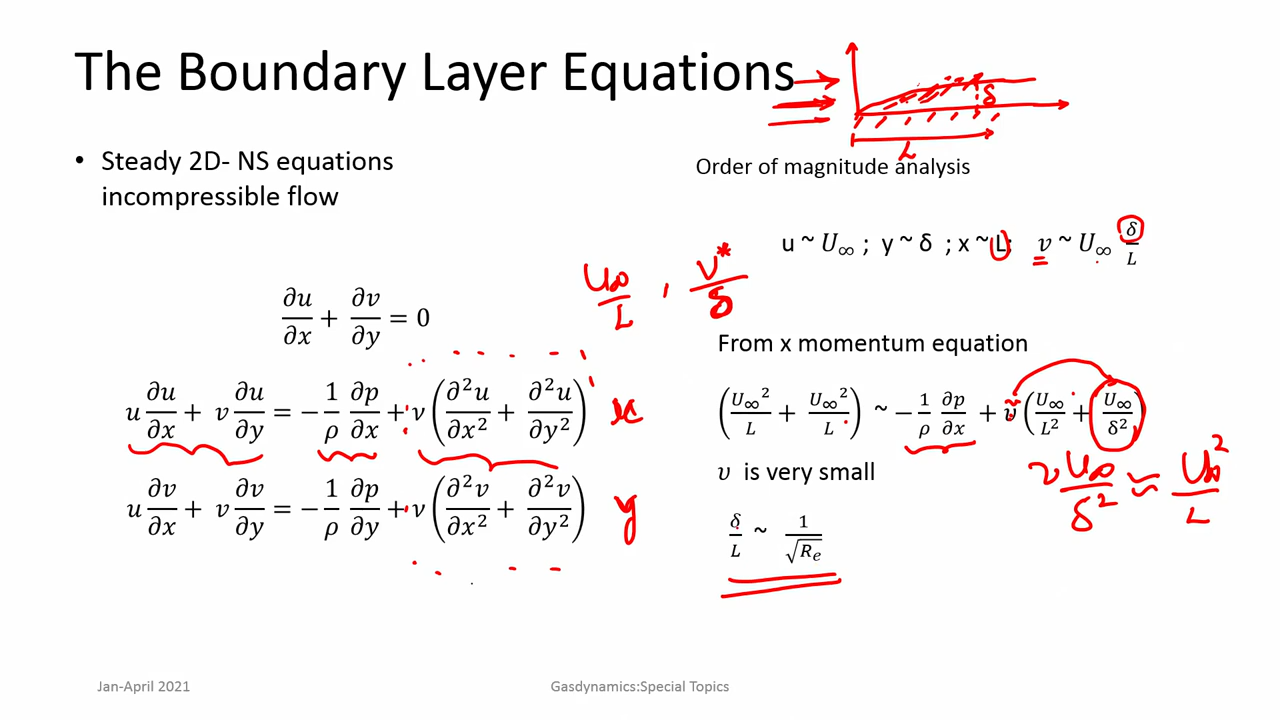 The Boundary Layer Equations
δ
L
• Steady 2D- NS equations
incompressible flow
Order of magnitude analysis
u ~ U∞ ; y ~ δ ; x ~ L; v ~ U∞ δ/L
U∞/L , v*/δ
∂u/∂x + ∂v/∂y = 0
From x momentum equation
u ∂u/∂x + v ∂u/∂y = − 1/ρ ∂p/∂x + ν (∂²u/∂x² + ∂²u/∂y²) x
(U∞²/L + U∞²/L) ~ − 1/ρ ∂p/∂x + υ (U∞/L² + U∞/δ²)
υ is very small
ν U∞/δ² ≈ U∞²/L
u ∂v/∂x + v ∂v/∂y = − 1/ρ ∂p/∂y + ν (∂²v/∂x² + ∂²v/∂y²) y
δ/L ~ 1/√Re
Jan-April 2021
Gasdynamics:Special Topics